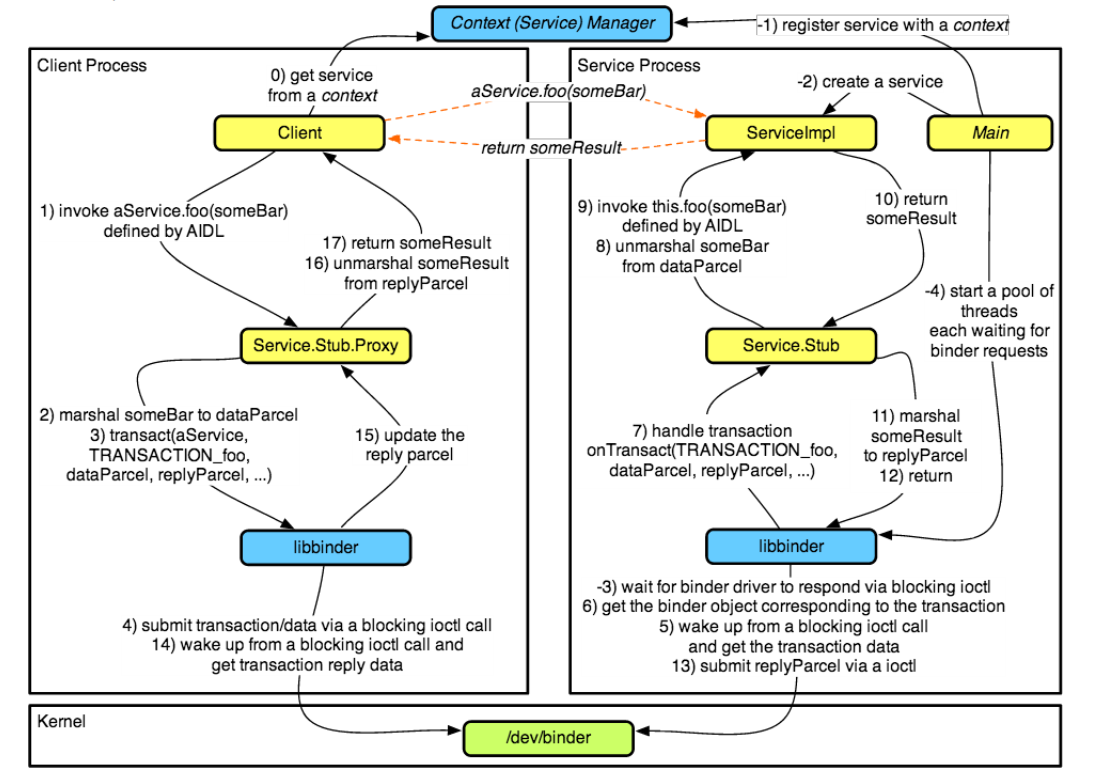 Context (Service) Manager
-1) register service with a context
Client Process
0) get service
from a context
Client
aService.foo(someBar)
return someResult
Service Process
-2) create a service
ServiceImpl
Main
1) invoke aService.foo(someBar)
defined by AIDL
17) return someResult
16) unmarshal someResult
from replyParcel
9) invoke this.foo(someBar)
defined by AIDL
8) unmarshal someBar
from dataParcel
10) return
someResult
-4) start a pool of
threads
each waiting for
binder requests
Service.Stub.Proxy
Service.Stub
2) marshal someBar to dataParcel
3) transact(aService,
TRANSACTION_foo,
dataParcel, replyParcel, ...)
15) update the
reply parcel
7) handle transaction
onTransact(TRANSACTION_foo,
dataParcel, replyParcel, ...)
11) marshal
someResult
to replyParcel
12) return
libbinder
libbinder
4) submit transaction/data via a blocking ioctl call
14) wake up from a blocking ioctl call and
get transaction reply data
-3) wait for binder driver to respond via blocking ioctl
6) get the binder object corresponding to the transaction
5) wake up from a blocking ioctl call
and get the transaction data
13) submit replyParcel via a ioctl
Kernel
/dev/binder